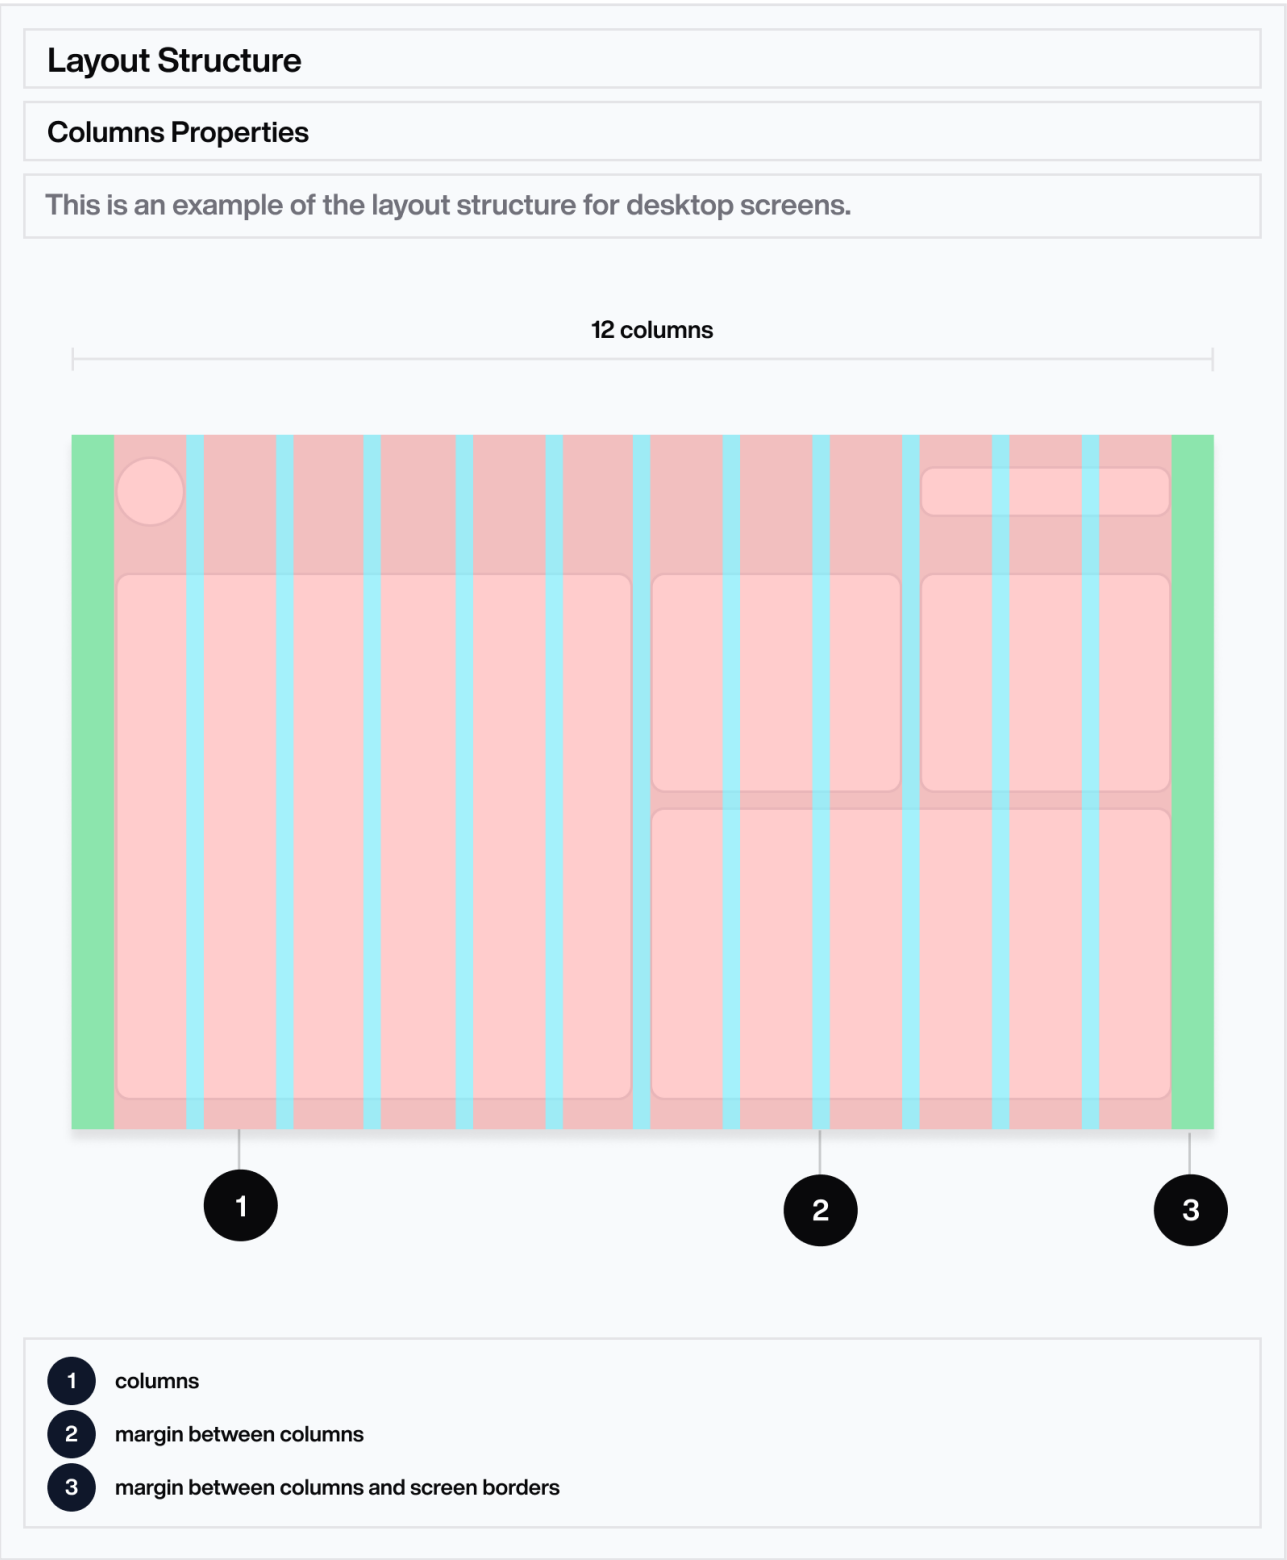 Layout Structure
Columns Properties
This is an example of the layout structure for desktop screens.
12 columns
1
2
3
1 columns
2 margin between columns
3 margin between columns and screen borders